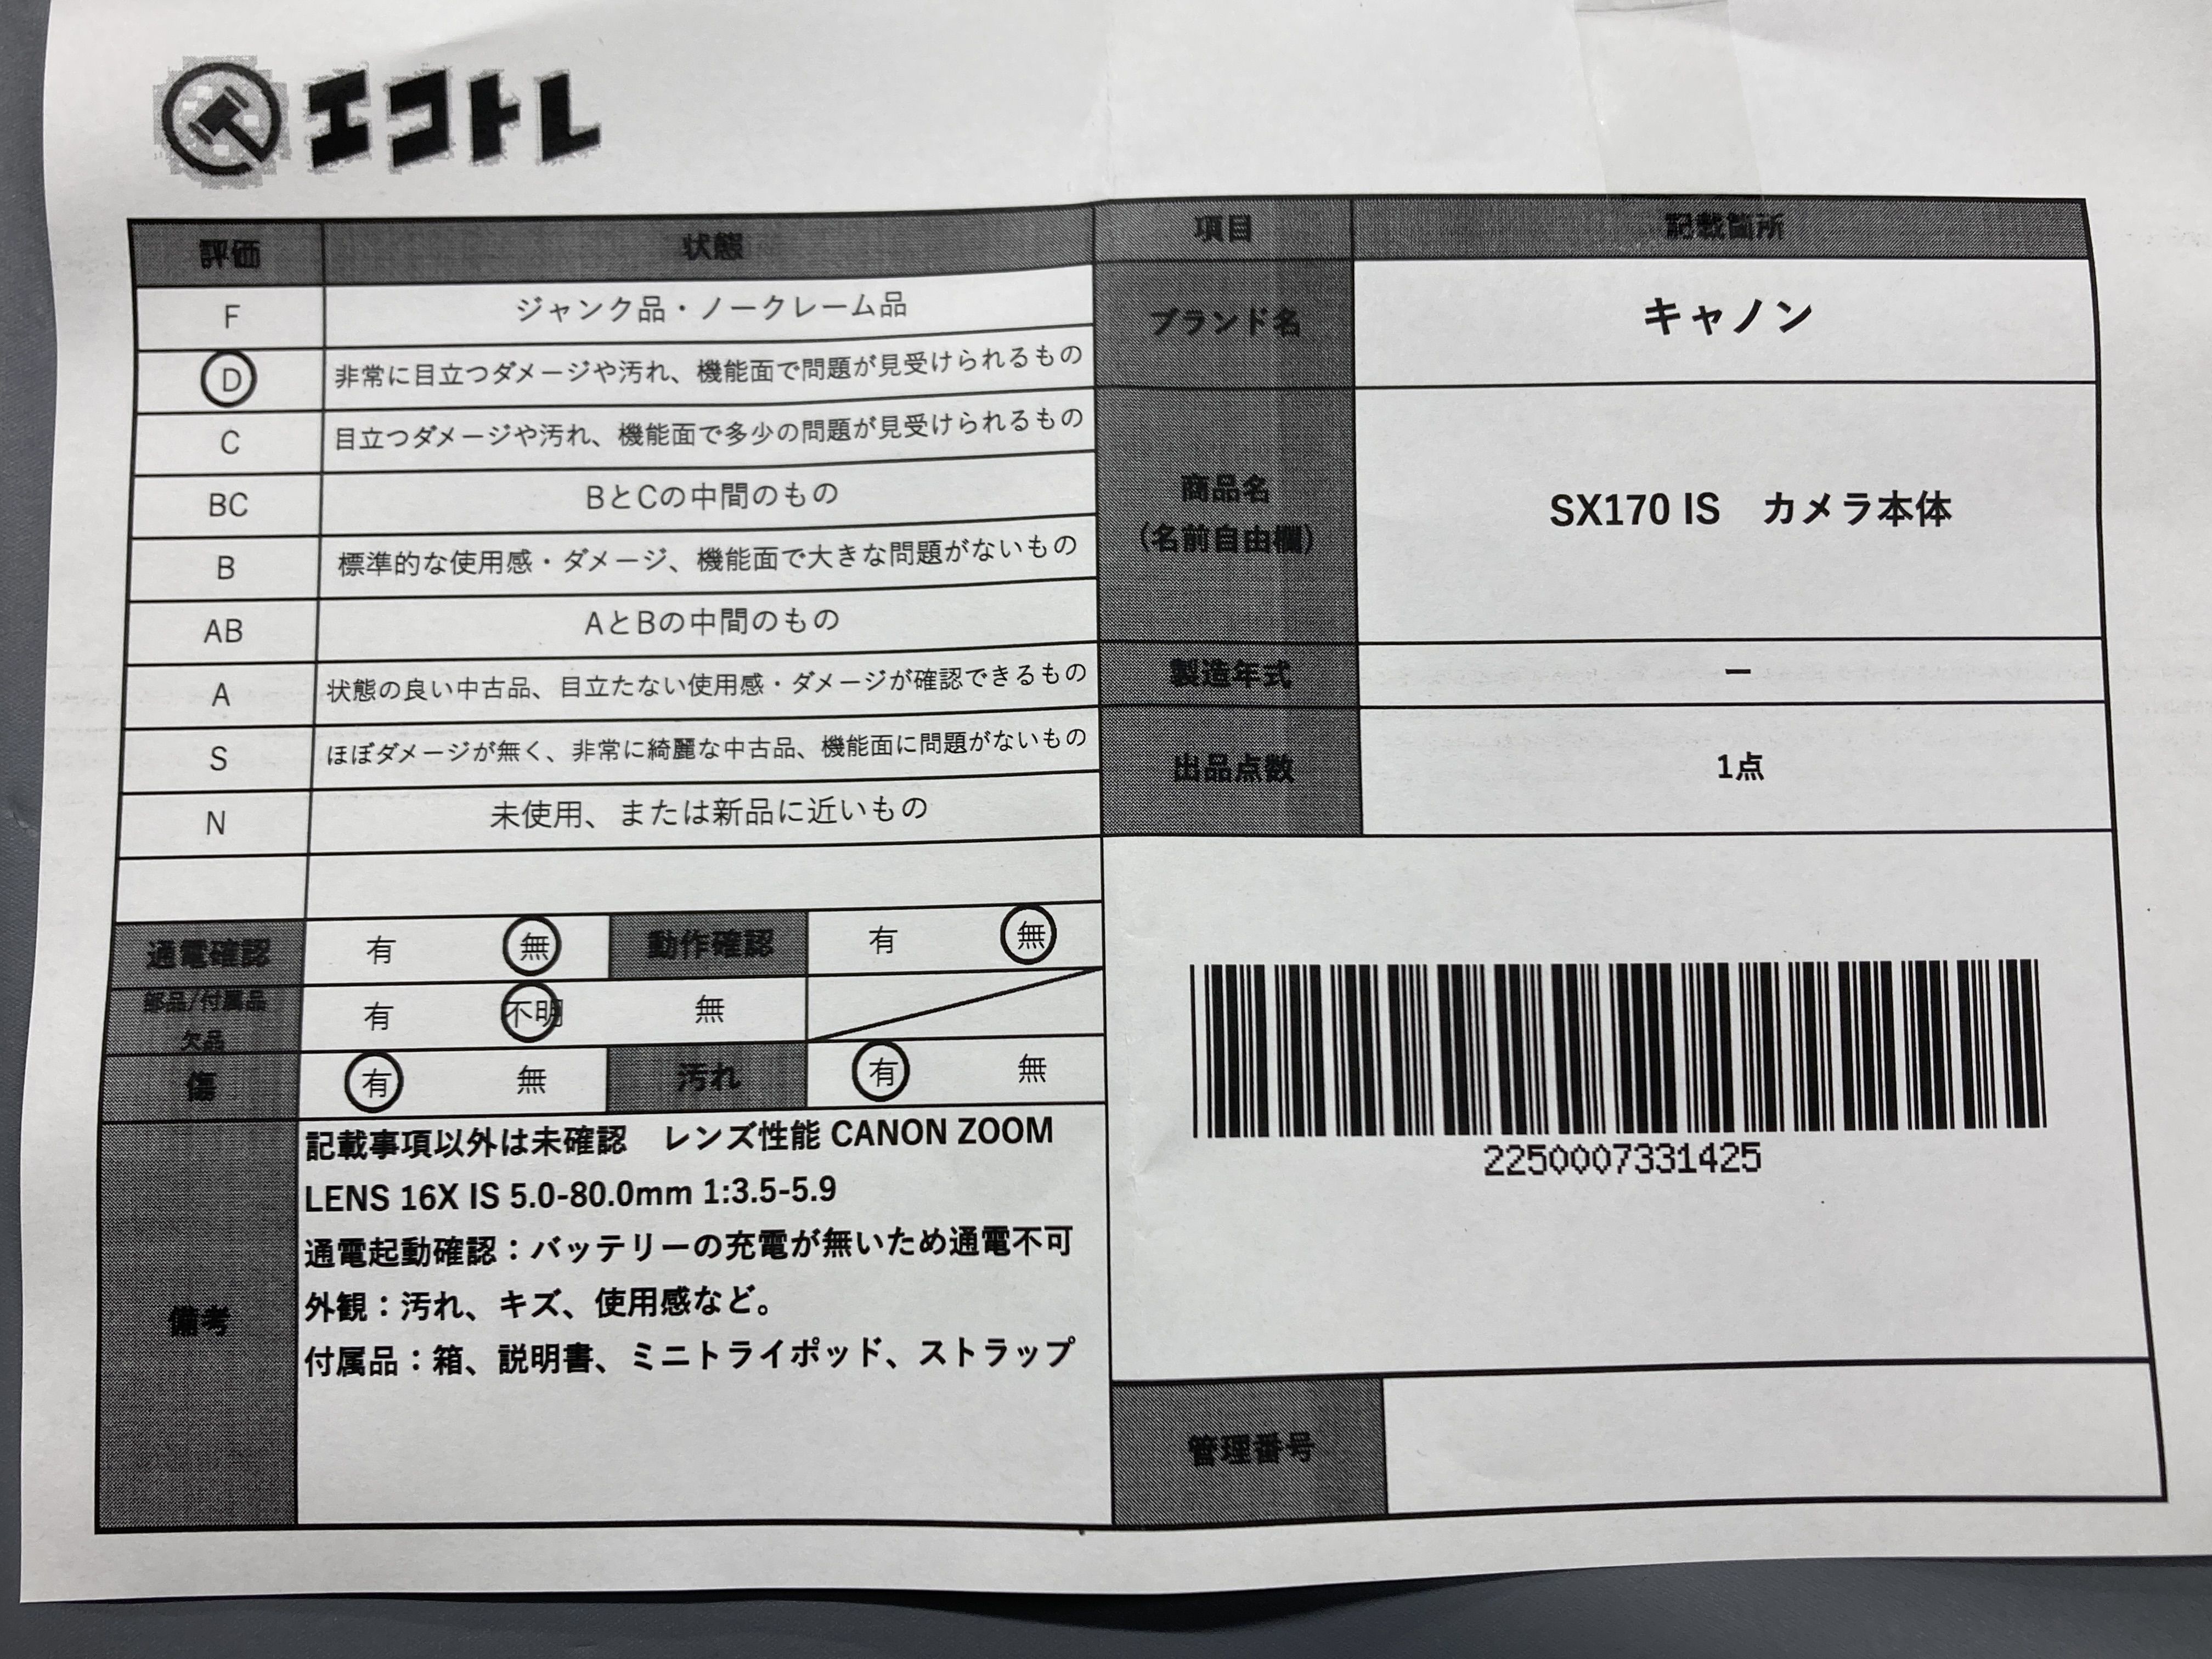 エコトレ
評価 状態
F ジャンク品・ノークレーム品
D 非常に目立つダメージや汚れ、機能面で問題が見受けられるもの
C 目立つダメージや汚れ、機能面で多少の問題が見受けられるもの
BC BとCの中間のもの
B 標準的な使用感・ダメージ、機能面で大きな問題がないもの
AB AとBの中間のもの
A 状態の良い中古品、目立たない使用感・ダメージが確認できるもの
S ほぼダメージが無く、非常に綺麗な中古品、機能面に問題がないもの
N 未使用、または新品に近いもの
通電確認 有 無 動作確認 有 無
部品/付属品
欠品 有 不明 無
傷 有 無 汚れ 有 無
備考
記載事項以外は未確認 レンズ性能 CANON ZOOM
LENS 16X IS 5.0-80.0mm 1:3.5-5.9
通電起動確認：バッテリーの充電が無いため通電不可
外観：汚れ、キズ、使用感など。
付属品：箱、説明書、ミニトライポッド、ストラップ
項目 記載箇所
ブランド名 キャノン
商品名
(名前自由欄) SX170 IS カメラ本体
製造年式 ー
出品点数 1点
2250007331425
管理番号